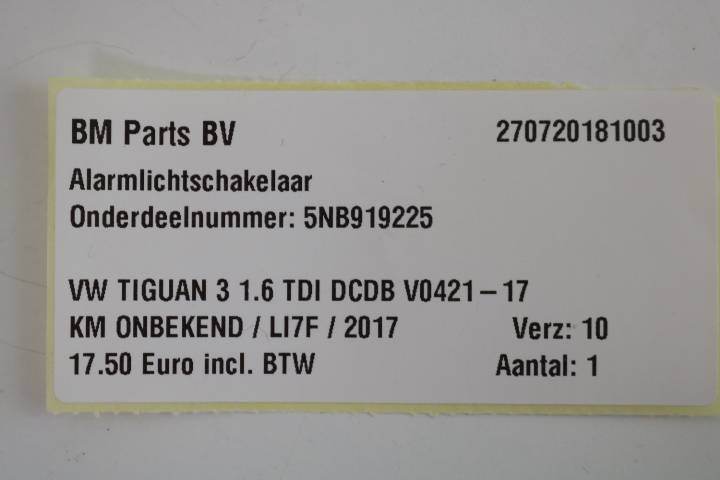 BM Parts BV 270720181003
Alarmlichtschakelaar
Onderdeelnummer: 5NB919225
VW TIGUAN 3 1.6 TDI DCDB V0421-17
KM ONBEKEND / LI7F / 2017 Verz: 10
17.50 Euro incl. BTW Aantal: 1